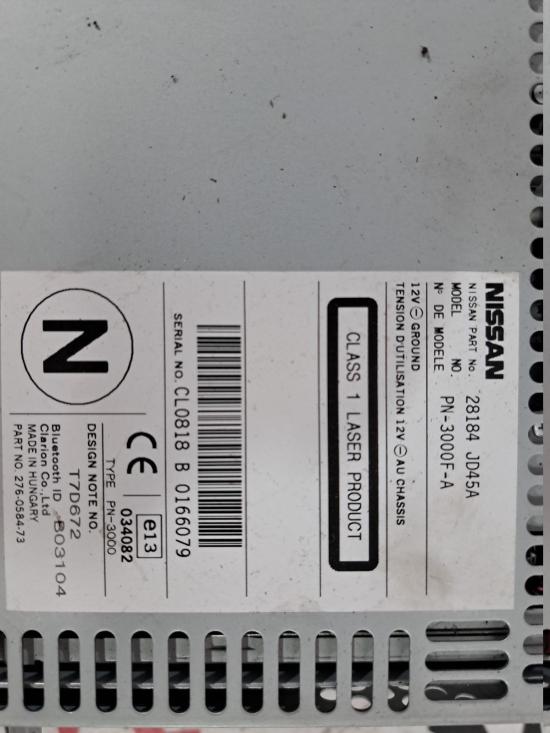 NISSAN
NISSAN PART No. 28184 JD45A
MODEL NO. PN-3000F-A
N° DE MODELE
12V ⊖ GROUND
TENSION D'UTILISATION 12V ⊖ AU CHASSIS
CLASS 1 LASER PRODUCT
SERIAL NO. CL0818 B 0166079
N
CE
e13
034082
TYPE PN-3000
DESIGN NOTE NO.
T7D672
Bluetooth ID : B03104
Clarion Co., Ltd
MADE IN HUNGARY
PART NO. 276-0584-73